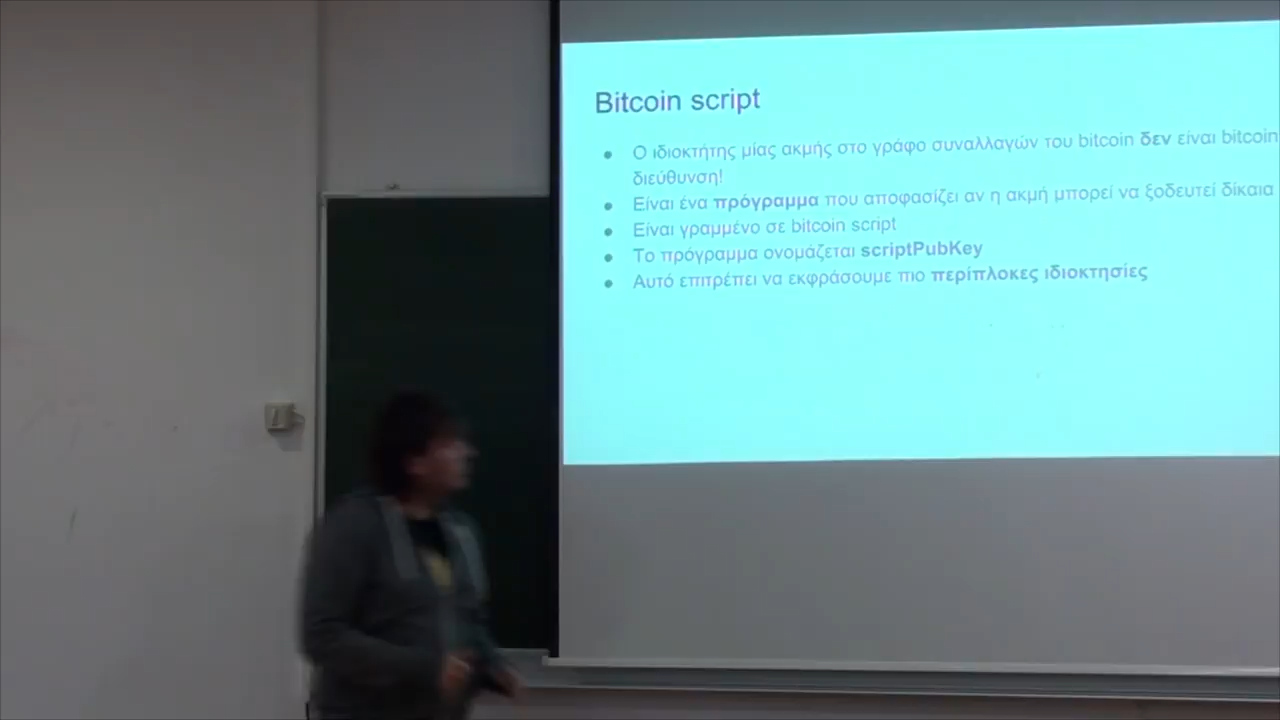 Bitcoin script
● Ο ιδιοκτήτης μίας ακμής στο γράφο συναλλαγών του bitcoin δεν είναι bitcoin
διεύθυνση!
● Είναι ένα πρόγραμμα που αποφασίζει αν η ακμή μπορεί να ξοδευτεί δίκαια
● Είναι γραμμένο σε bitcoin script
● Το πρόγραμμα ονομάζεται scriptPubKey
● Αυτό επιτρέπει να εκφράσουμε πιο περίπλοκες ιδιοκτησίες